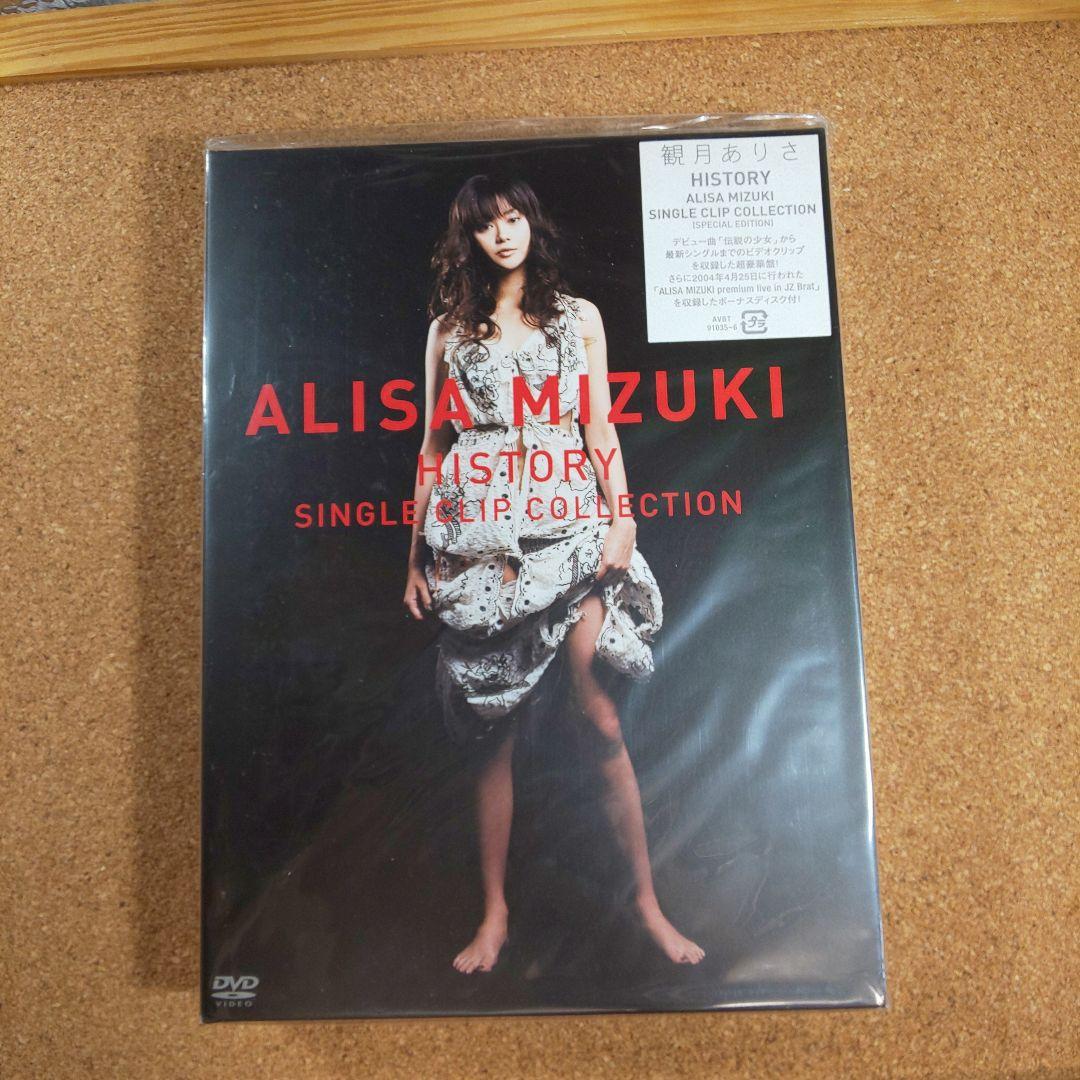 観月ありさ
HISTORY
ALISA MIZUKI
SINGLE CLIP COLLECTION
[SPECIAL EDITION]
デビュー曲「伝説の少女」から
最新シングルまでのビデオクリップ
を収録した超豪華盤!
さらに2004年4月25日に行われた
「ALISA MIZUKI premium live in JZ Brat」
を収録したボーナスディスク付!
AVBT
91035~6
プラ
ALISA MIZUKI
HISTORY
SINGLE CLIP COLLECTION
DVD
VIDEO